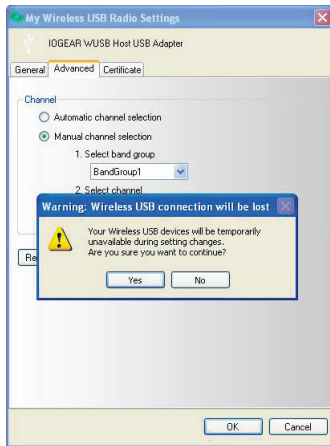 My Wireless USB Radio Settings
IOGEAR WUSB Host USB Adapter
General Advanced Certificate
Channel
Automatic channel selection
Manual channel selection
1. Select band group
BandGroup1
2. Select channel
Warning: Wireless USB connection will be lost
Your Wireless USB devices will be temporarily
unavailable during setting changes.
Are you sure you want to continue?
Yes No
Re
OK Cancel